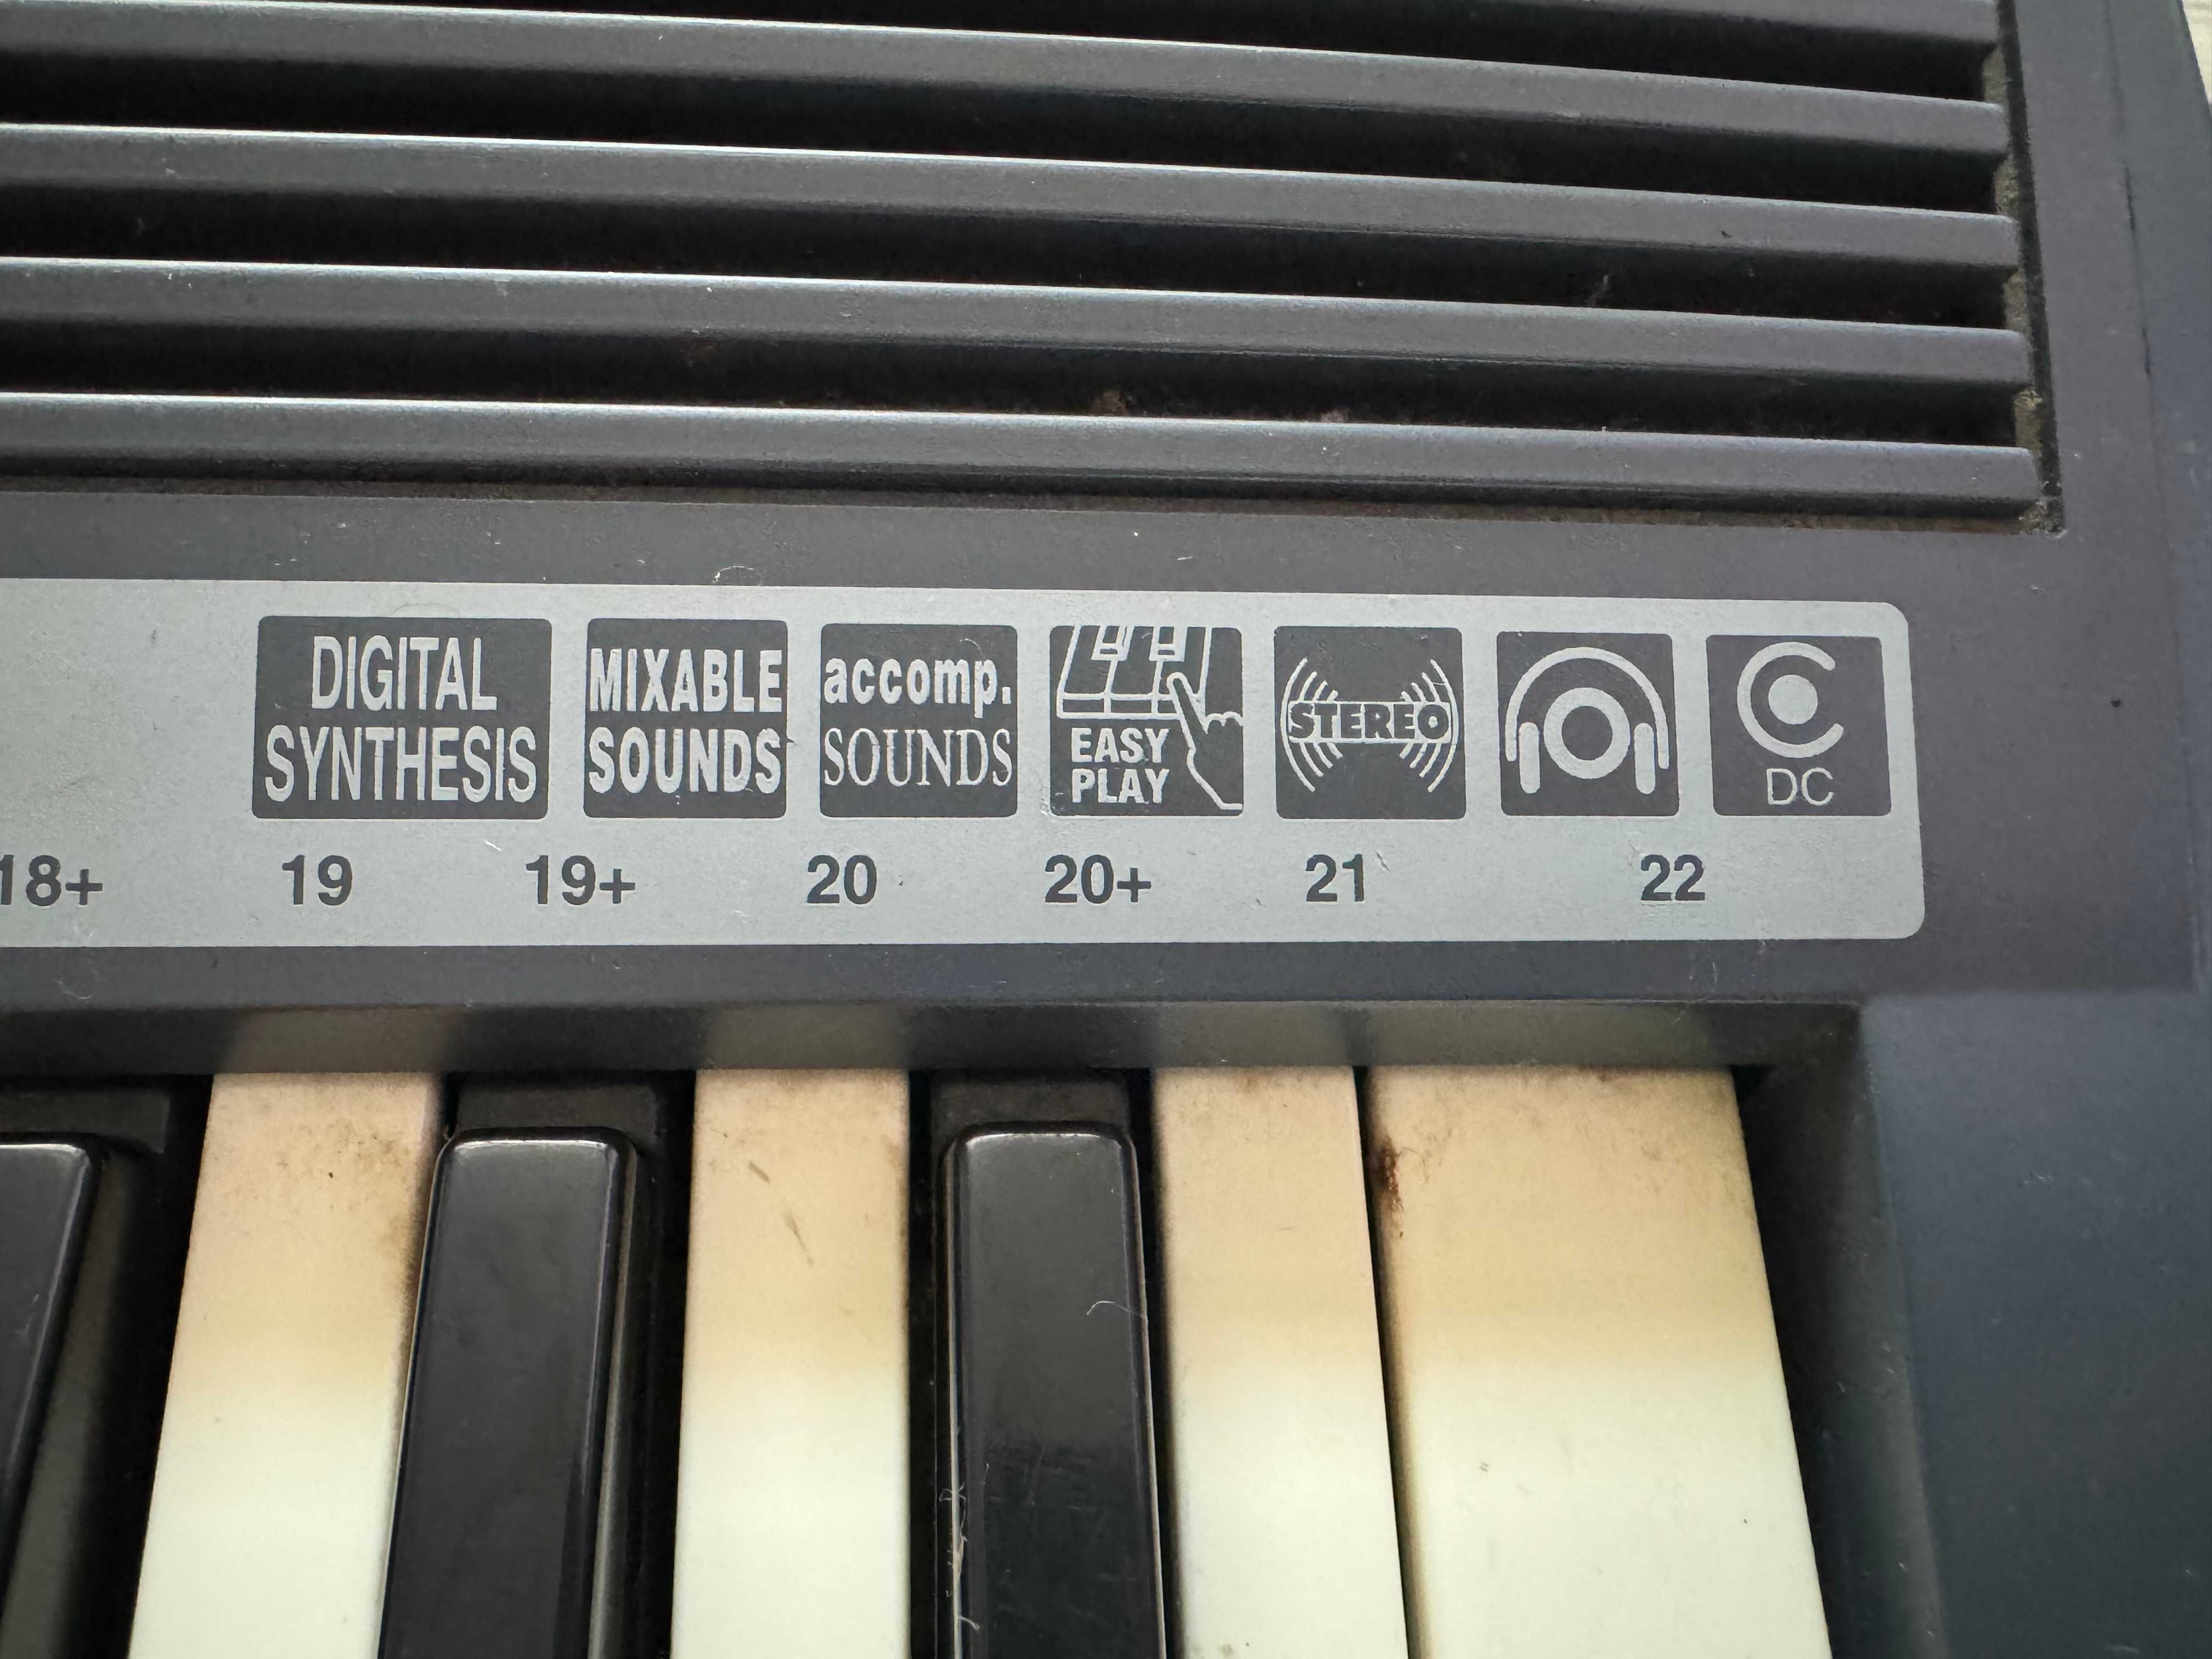 DIGITAL
SYNTHESIS
MIXABLE
SOUNDS
accomp.
SOUNDS
EASY
PLAY
STEREO
DC
18+ 19 19+ 20 20+ 21 22